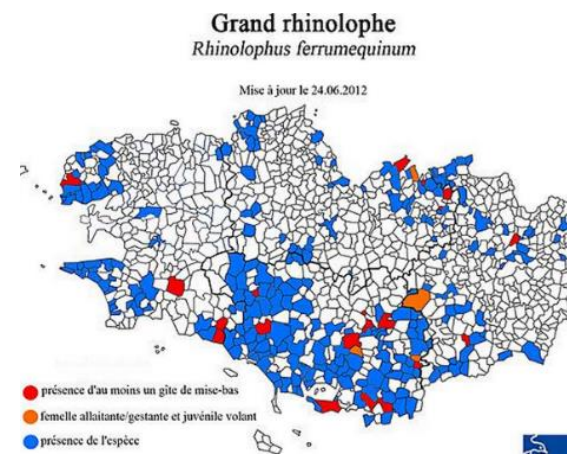 Grand rhinolophe
Rhinolophus ferrumequinum
Mise à jour le 24.06.2012
présence d'au moins un gîte de mise-bas
femelle allaitante/gestante et juvénile volant
présence de l'espèce